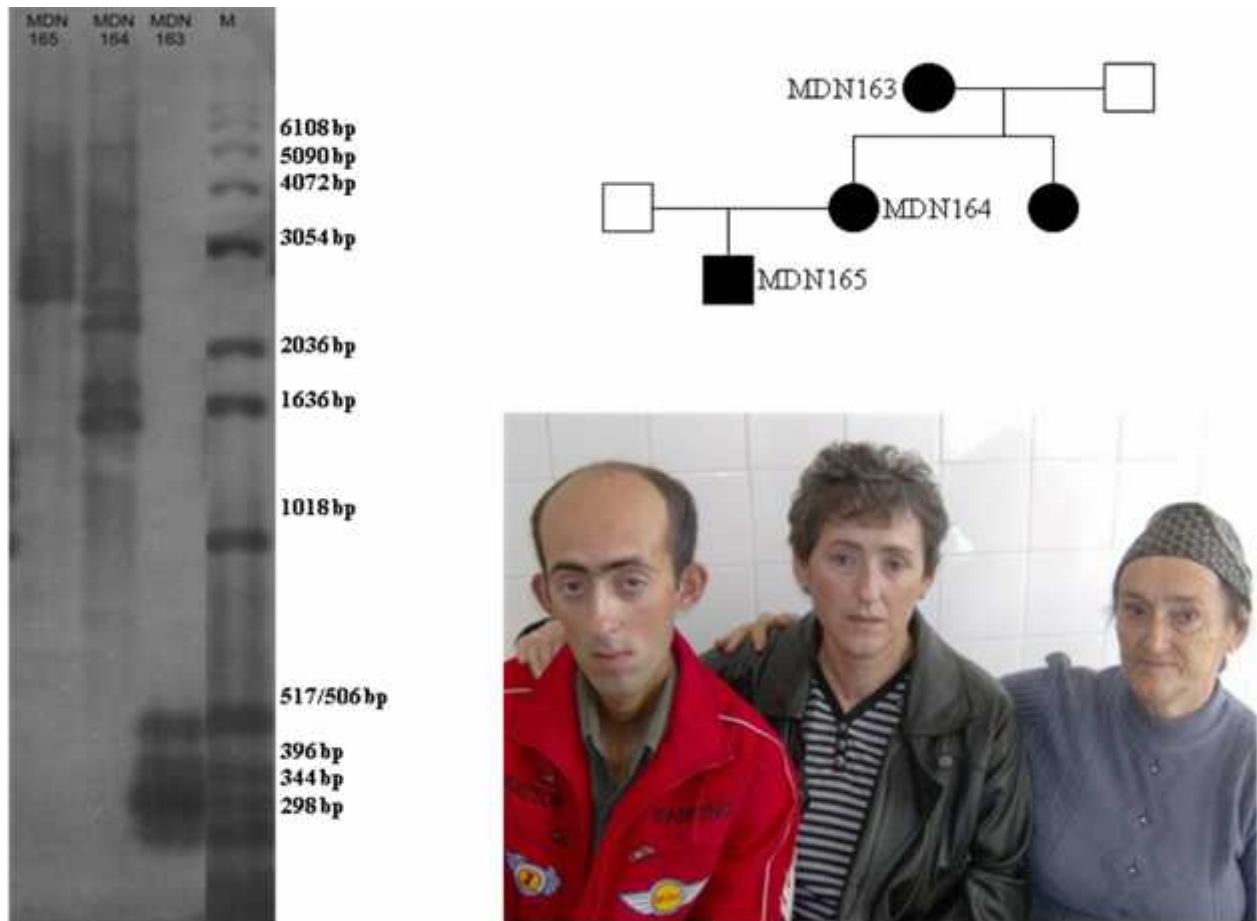 MDN
165
MDN
164
MDN
163
M
6108 bp
5090 bp
4072 bp
3054 bp
2036 bp
1636 bp
1018 bp
517/506 bp
396 bp
344 bp
298 bp
MDN163
MDN164
MDN165